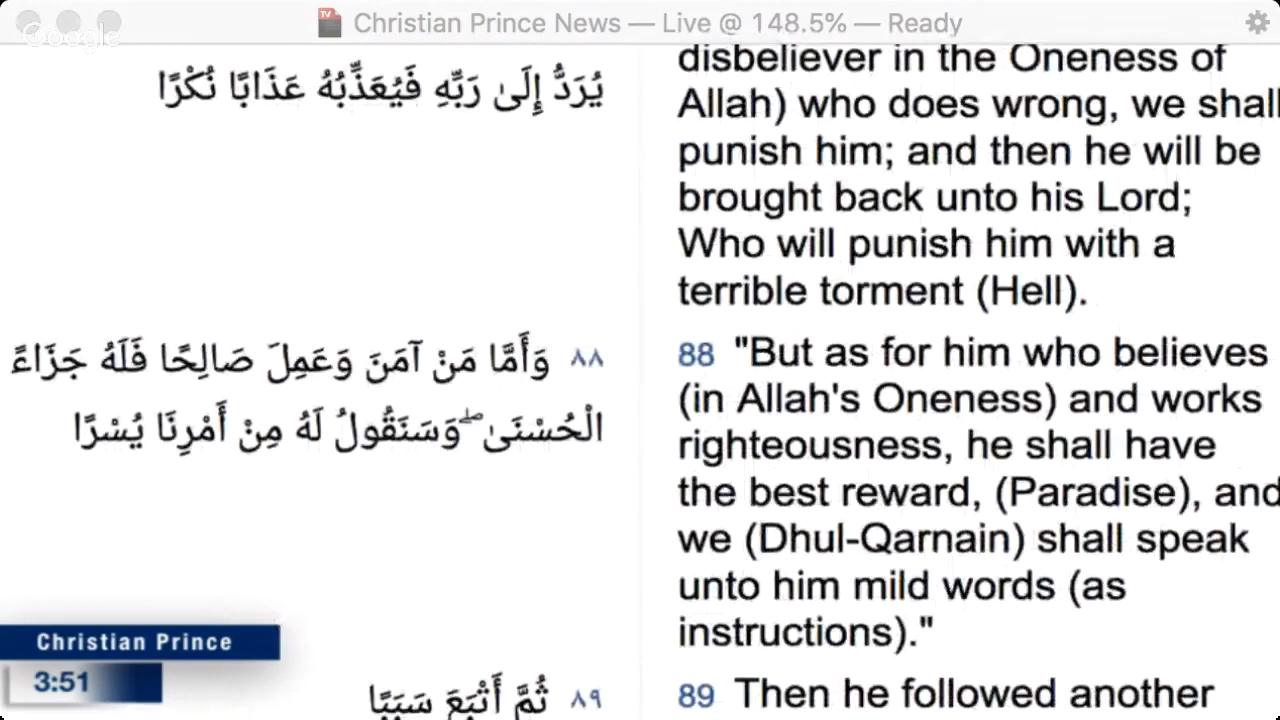 Christian Prince News — Live @ 148.5% — Ready
Google
يُرَدُّ إِلَىٰ رَبِّهِ فَيُعَذِّبُهُ عَذَابًا نُكْرًا
disbeliever in the Oneness of
Allah) who does wrong, we shall
punish him; and then he will be
brought back unto his Lord;
Who will punish him with a
terrible torment (Hell).
٨٨ وَأَمَّا مَنْ آمَنَ وَعَمِلَ صَالِحًا فَلَهُ جَزَاءً
الْحُسْنَىٰ ۖ وَسَنَقُولُ لَهُ مِنْ أَمْرِنَا يُسْرًا
88 "But as for him who believes
(in Allah's Oneness) and works
righteousness, he shall have
the best reward, (Paradise), and
we (Dhul-Qarnain) shall speak
unto him mild words (as
instructions)."
٨٩ ثُمَّ أَتْبَعَ سَبَبًا
89 Then he followed another
Christian Prince
3:51
TV